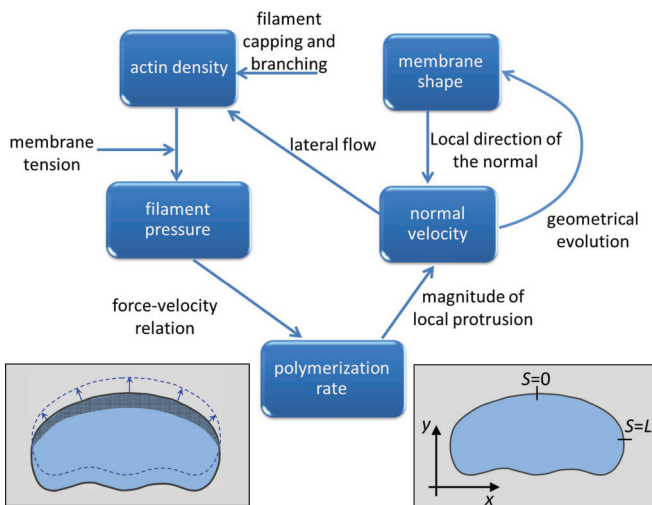 filament
capping and
branching
actin density
membrane
shape
lateral flow
Local direction of
the normal
membrane
tension
filament
pressure
normal
velocity
geometrical
evolution
force-velocity
relation
magnitude of
local protrusion
polymerization
rate
S=0
S=L
y
x